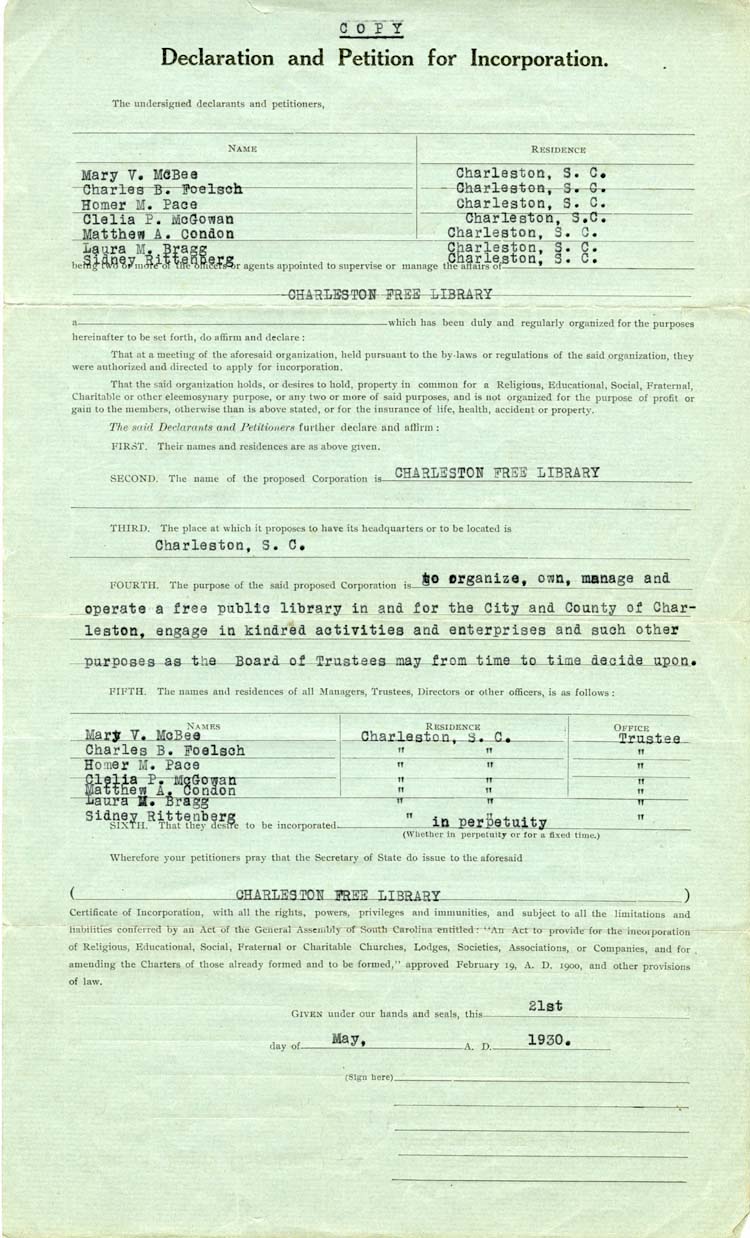 COPY
Declaration and Petition for Incorporation.
The undersigned declarants and petitioners,
NAME RESIDENCE
Mary V. McBee Charleston, S. C.
Charles B. Foelsch Charleston, S. C.
Homer M. Pace Charleston, S. C.
Clelia P. McGowan Charleston, S.C.
Matthew A. Condon Charleston, S. C.
Laura M. Bragg Charleston, S. C.
Sidney Rittenberg Charleston, S. C.
being two or more of the officers or agents appointed to supervise or manage the affairs of
CHARLESTON FREE LIBRARY
a which has been duly and regularly organized for the purposes
hereinafter to be set forth, do affirm and declare:
That at a meeting of the aforesaid organization, held pursuant to the by-laws or regulations of the said organization, they
were authorized and directed to apply for incorporation.
That the said organization holds, or desires to hold, property in common for a Religious, Educational, Social, Fraternal,
Charitable or other eleemosynary purpose, or any two or more of said purposes, and is not organized for the purpose of profit or
gain to the members, otherwise than is above stated, or for the insurance of life, health, accident or property.
The said Declarants and Petitioners further declare and affirm:
FIRST. Their names and residences are as above given.
SECOND. The name of the proposed Corporation is CHARLESTON FREE LIBRARY
THIRD. The place at which it proposes to have its headquarters or to be located is
Charleston, S. C.
FOURTH. The purpose of the said proposed Corporation is to organize, own, manage and
operate a free public library in and for the City and County of Char-
leston, engage in kindred activities and enterprises and such other
purposes as the Board of Trustees may from time to time decide upon.
FIFTH. The names and residences of all Managers, Trustees, Directors or other officers, is as follows:
NAMES RESIDENCE OFFICE
Mary V. McBee Charleston, S. C. Trustee
Charles B. Foelsch " " "
Homer M. Pace " " "
Clelia P. McGowan " " "
Matthew A. Condon " " "
Laura M. Bragg " " "
Sidney Rittenberg " " "
SIXTH. That they desire to be incorporated in perpetuity
(Whether in perpetuity or for a fixed time.)
Wherefore your petitioners pray that the Secretary of State do issue to the aforesaid
( CHARLESTON FREE LIBRARY )
Certificate of Incorporation, with all the rights, powers, privileges and immunities, and subject to all the limitations and
liabilities conferred by an Act of the General Assembly of South Carolina entitled: "An Act to provide for the incorporation
of Religious, Educational, Social, Fraternal or Charitable Churches, Lodges, Societies, Associations, or Companies, and for
amending the Charters of those already formed and to be formed," approved February 19, A. D. 1900, and other provisions
of law.
GIVEN under our hands and seals, this 21st
day of May, A. D. 1930.
(Sign here)